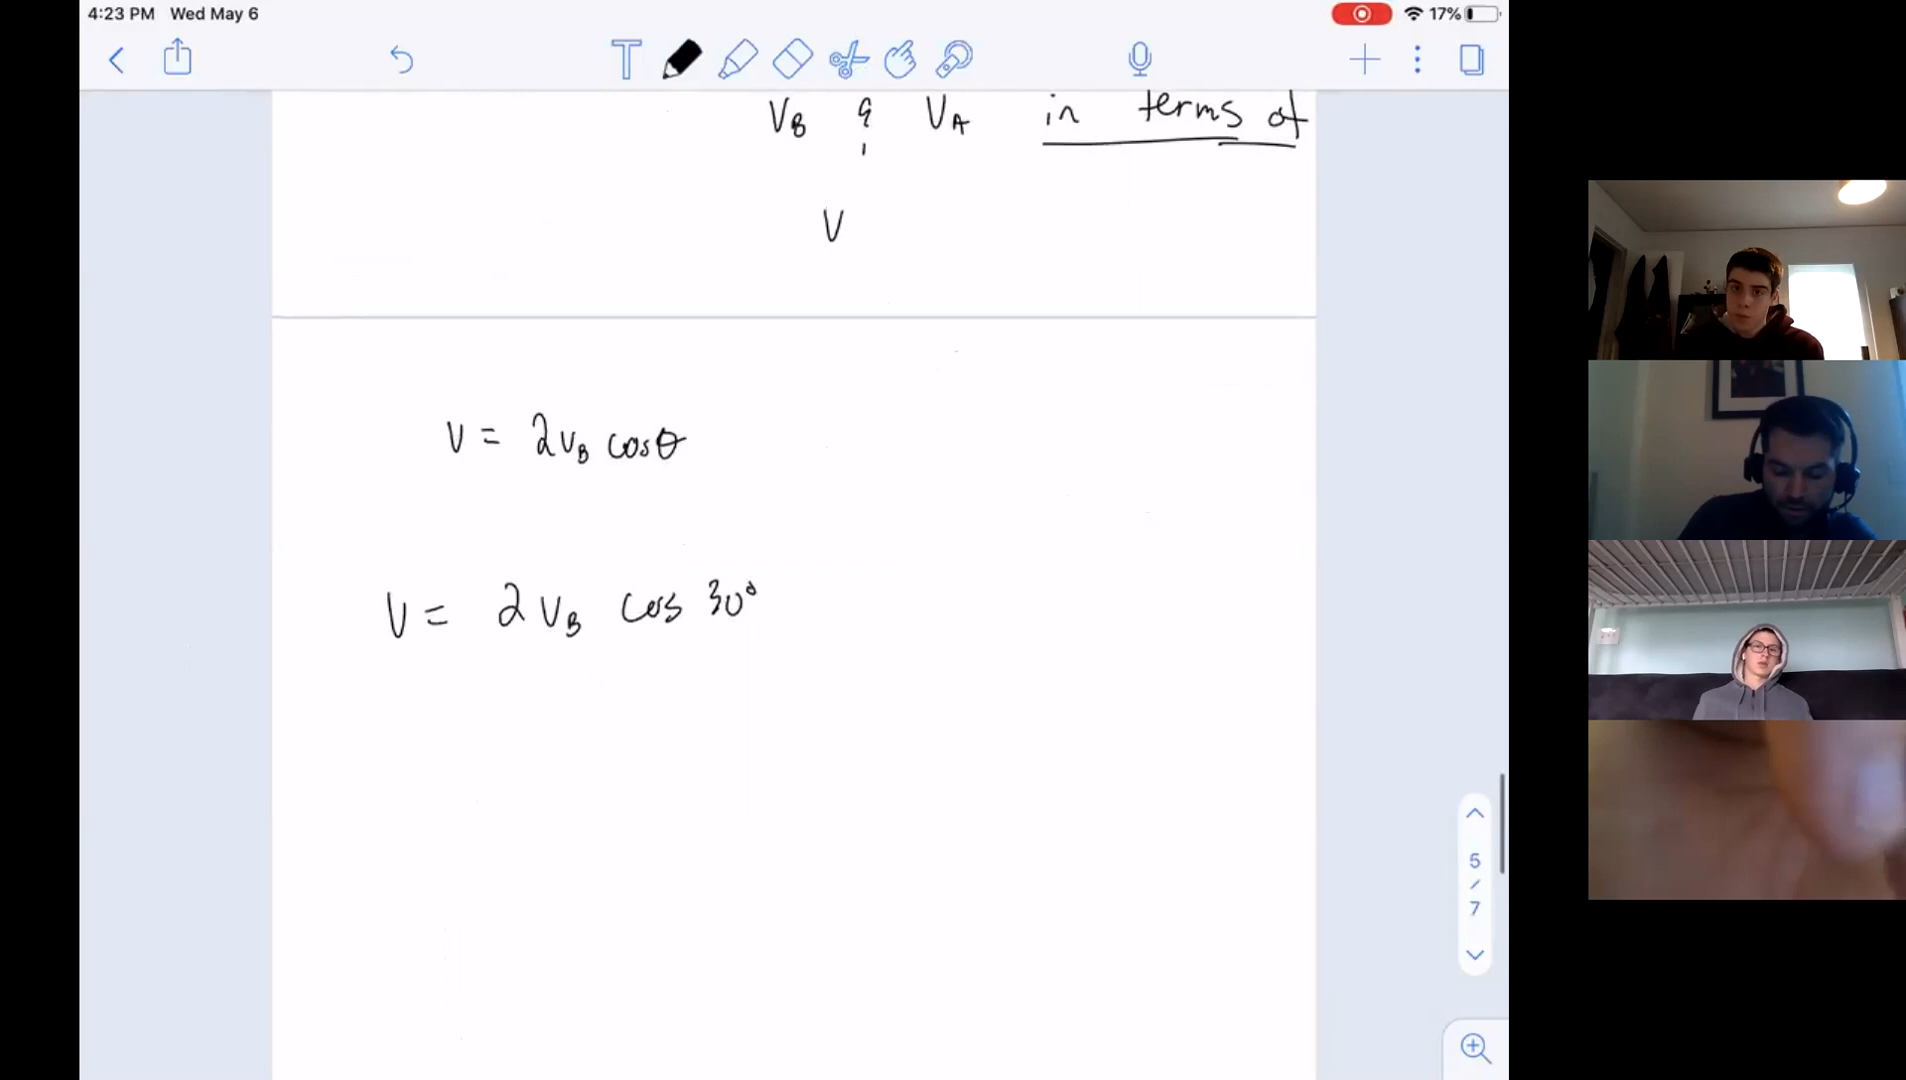 4:23 PM Wed May 6
17%
T
V_B & V_A in terms of
V
V = 2V_B cosθ
V = 2V_B cos 30°
5
/
7